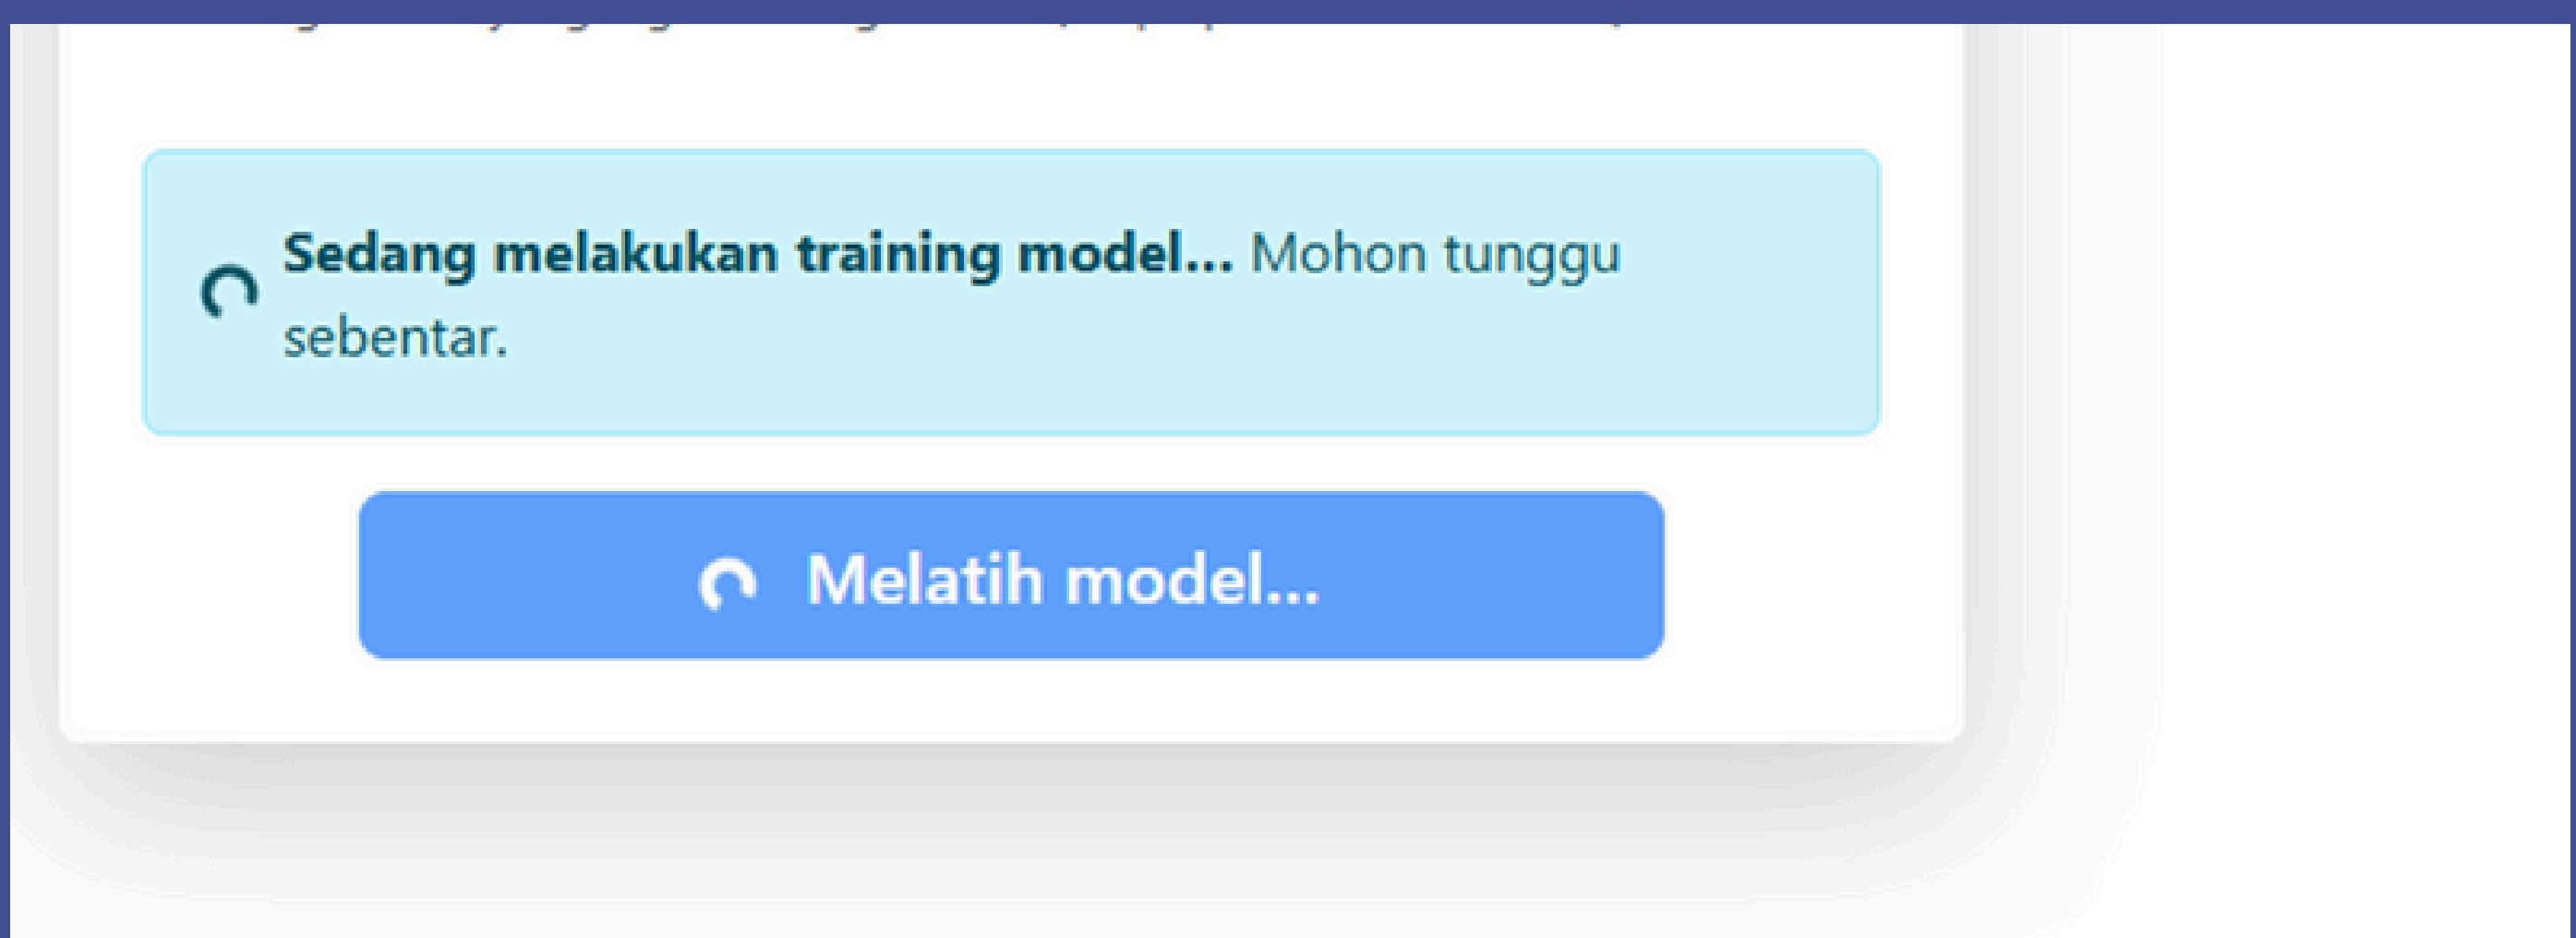 Sedang melakukan training model... Mohon tunggu
sebentar.
Melatih model...